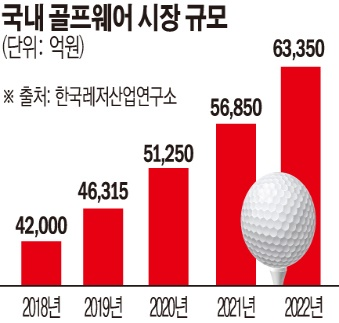 국내 골프웨어 시장 규모
(단위: 억원)
※ 출처: 한국레저산업연구소
42,000
46,315
51,250
56,850
63,350
2018년
2019년
2020년
2021년
2022년